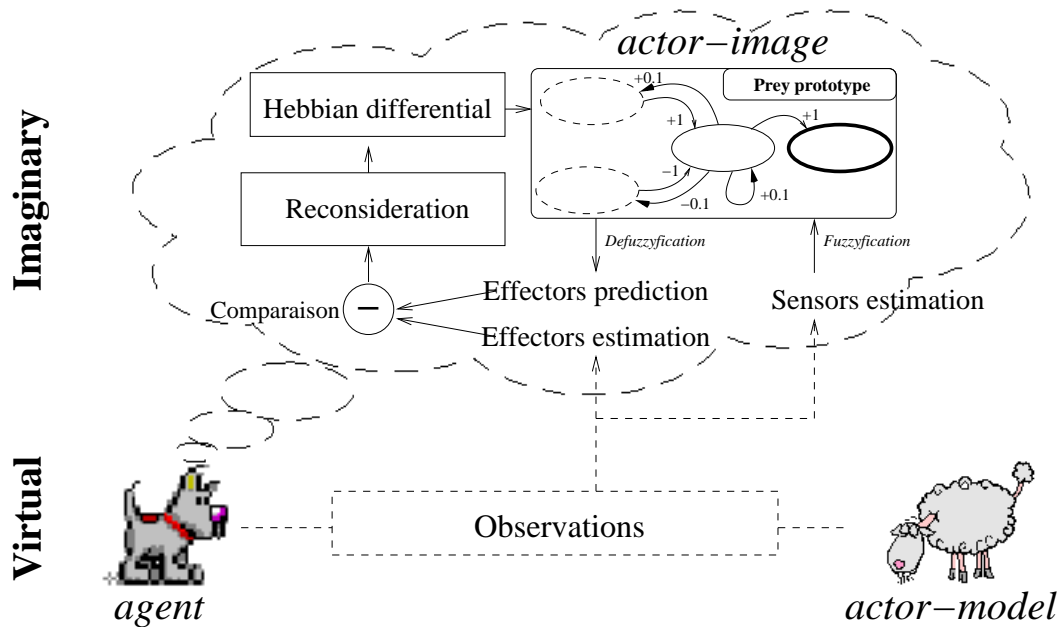 actor−image
Imaginary
Hebbian differential
Prey prototype
+0.1
+1
+1
−1
−0.1
+0.1
Reconsideration
Defuzzyfication
Fuzzyfication
Comparaison
−
Effectors prediction
Sensors estimation
Effectors estimation
Virtual
Observations
agent
actor−model